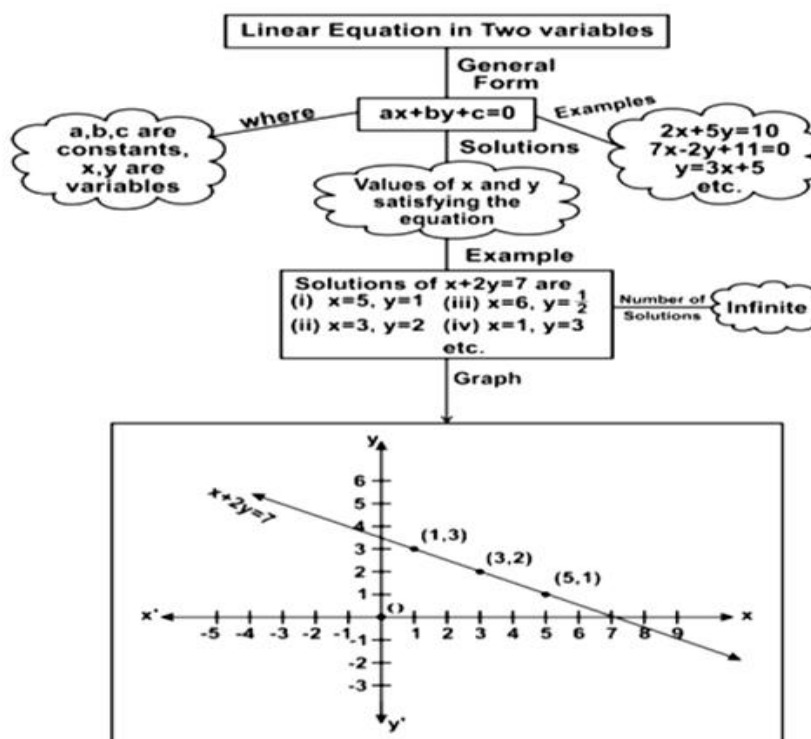 Linear Equation in Two variables
General
Form
where
ax+by+c=0
Examples
a,b,c are
constants,
x,y are
variables
2x+5y=10
7x-2y+11=0
y=3x+5
etc.
Solutions
Values of x and y
satisfying the
equation
Example
Solutions of x+2y=7 are
(i) x=5, y=1 (iii) x=6, y=1/2
(ii) x=3, y=2 (iv) x=1, y=3
etc.
Number of
Solutions
Infinite
Graph
y
x+2y=7
6
5
4
3
2
1
(1,3)
(3,2)
(5,1)
O
x'
x
-5 -4 -3 -2 -1 1 2 3 4 5 6 7 8 9
-1
-2
-3
y'